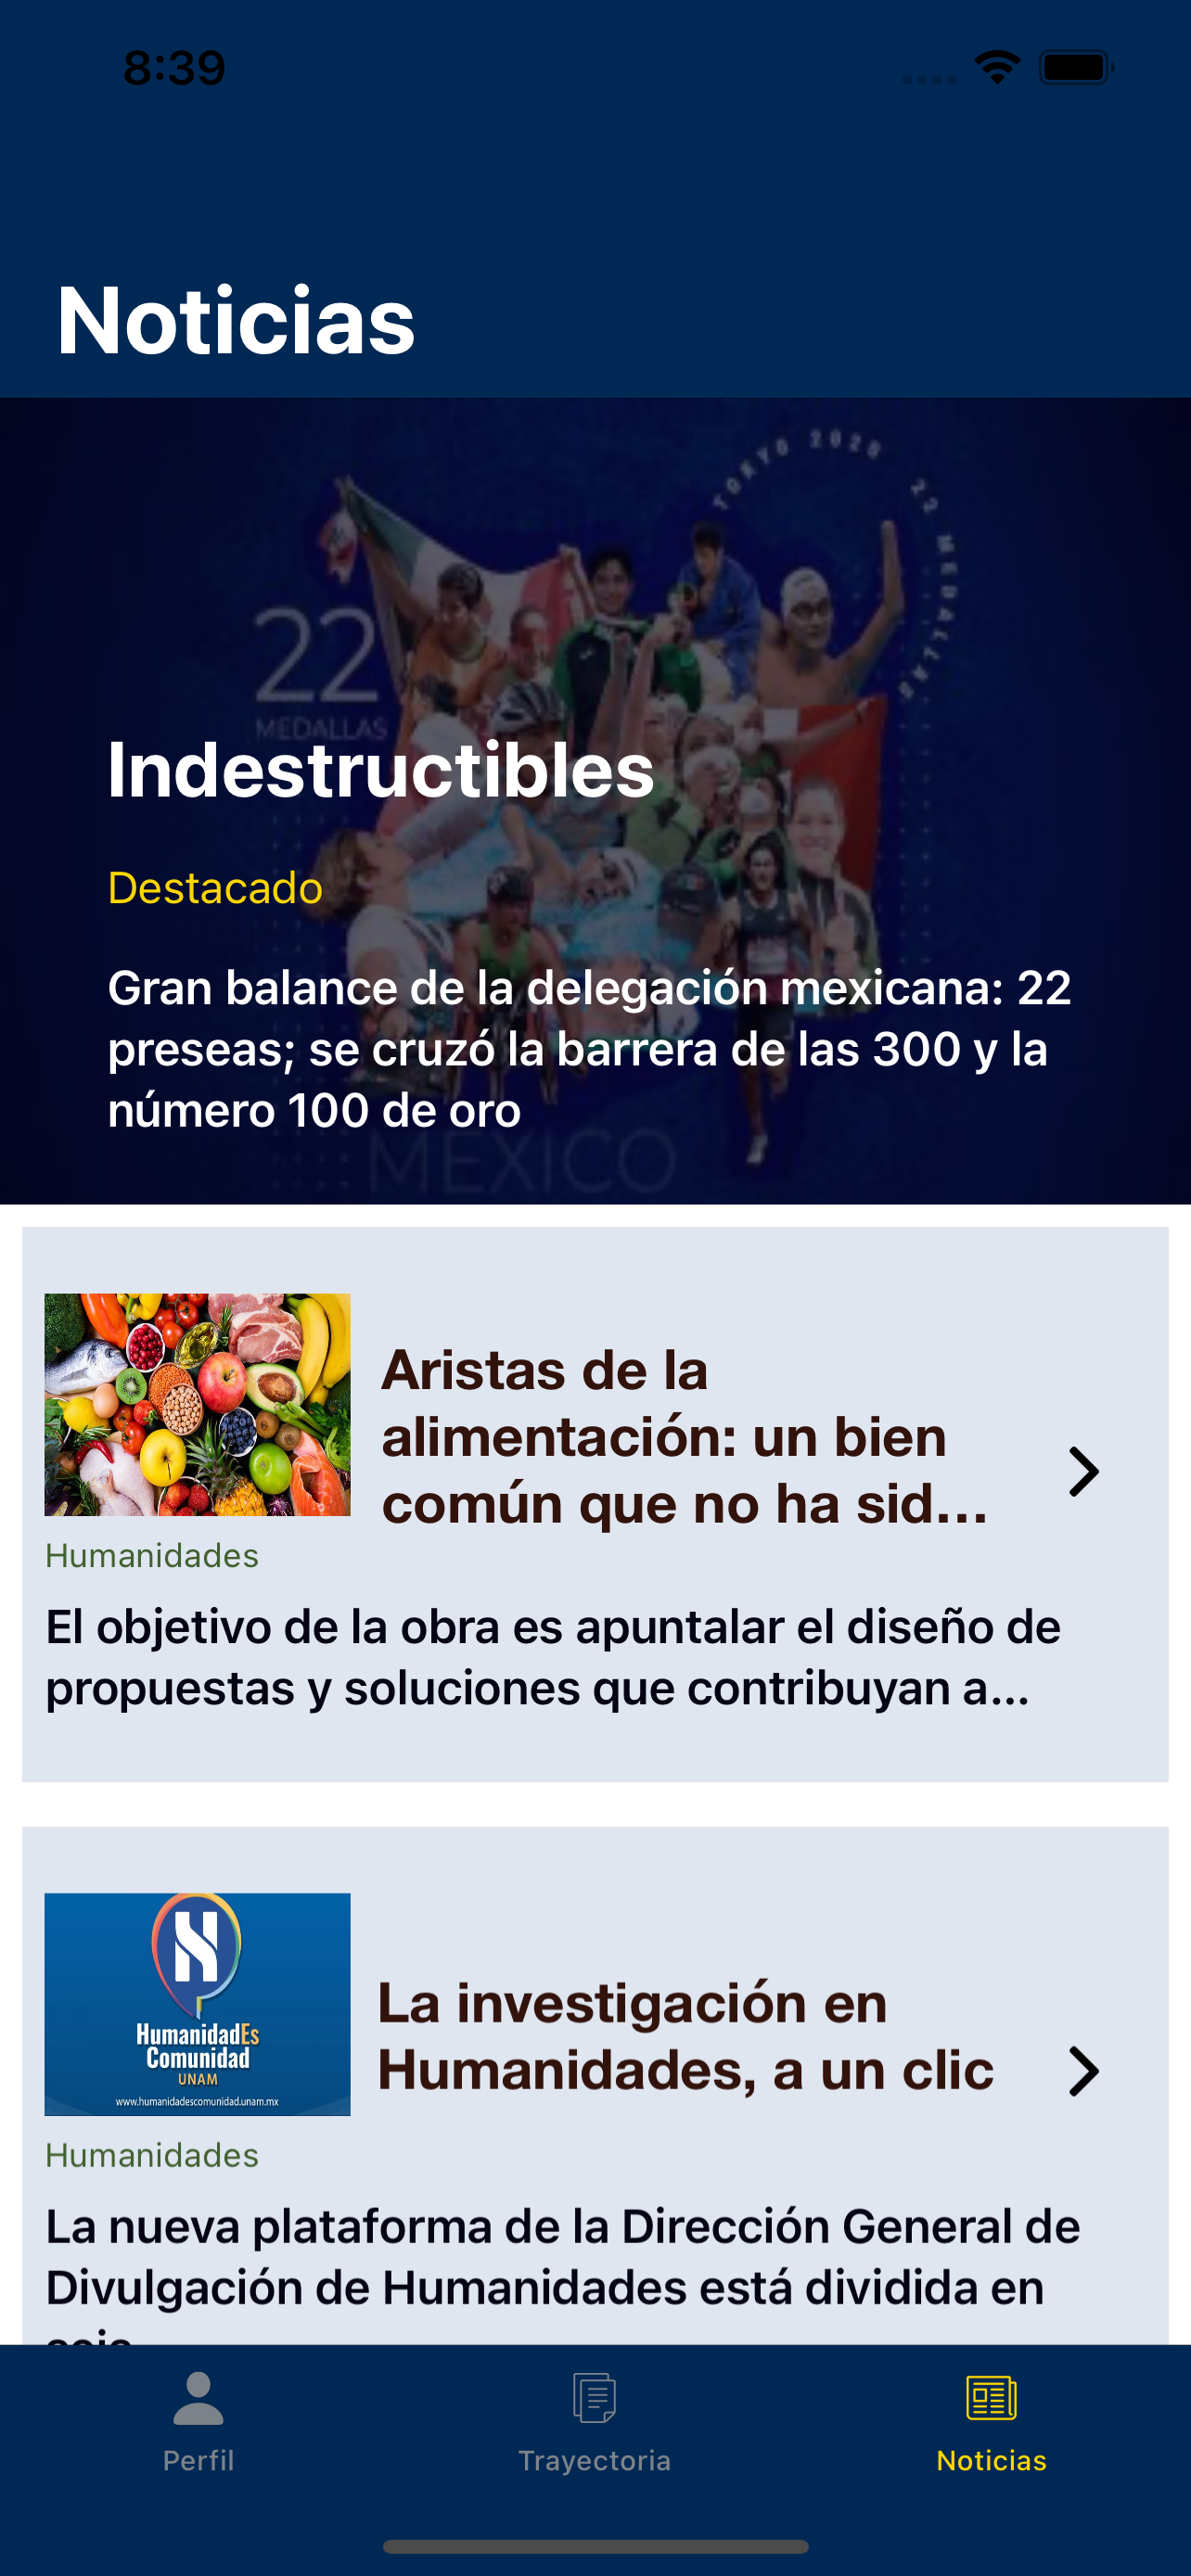 8:39
Noticias
TOKYO 2020
22 MEDALLAS
22
MEDALLAS
Indestructibles
Destacado
Gran balance de la delegación mexicana: 22
preseas; se cruzó la barrera de las 300 y la
número 100 de oro
MEXICO
Aristas de la
alimentación: un bien
común que no ha sid...
Humanidades
El objetivo de la obra es apuntalar el diseño de
propuestas y soluciones que contribuyan a...
HumanidadEs
Comunidad
UNAM
www.humanidadescomunidad.unam.mx
La investigación en
Humanidades, a un clic
Humanidades
La nueva plataforma de la Dirección General de
Divulgación de Humanidades está dividida en
Perfil
Trayectoria
Noticias